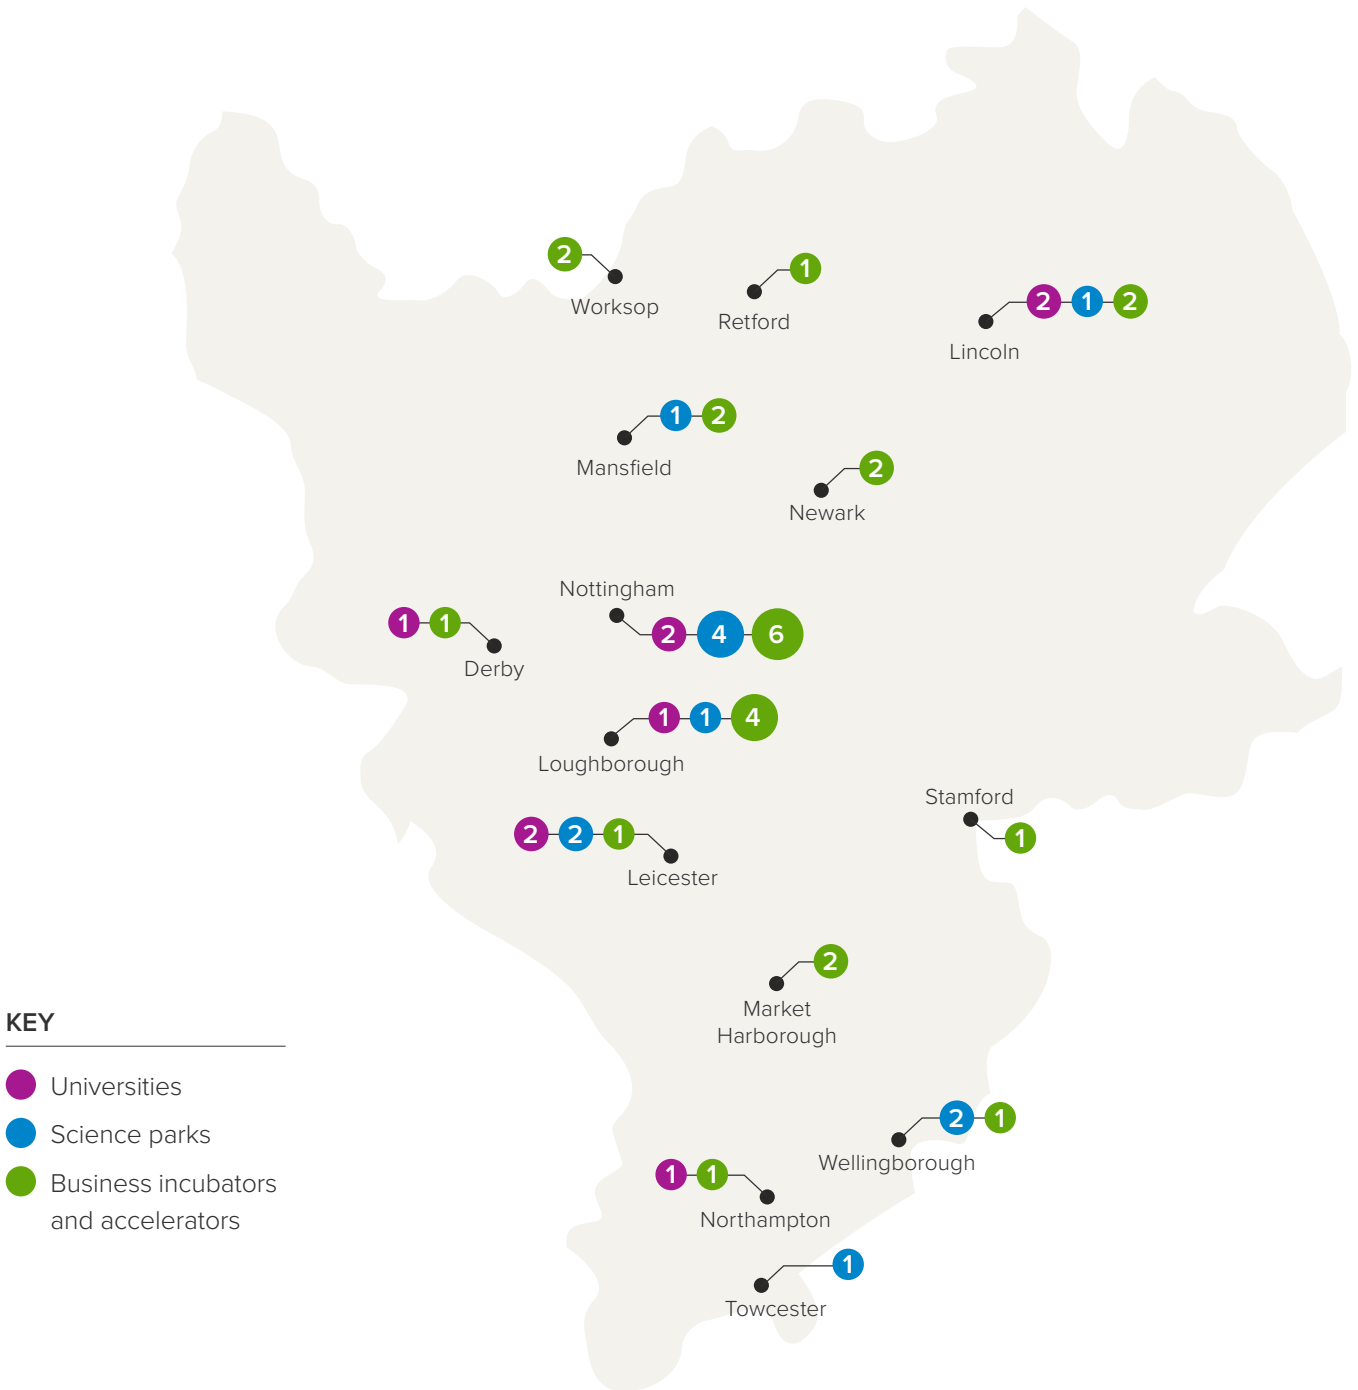 2
Worksop
1
Retford
2 1 2
Lincoln
1 2
Mansfield
2
Newark
Nottingham
2 4 6
1 1
Derby
1 1 4
Loughborough
Stamford
1
2 2 1
Leicester
2
Market
Harborough
KEY
Universities
Science parks
Business incubators
and accelerators
2 1
Wellingborough
1 1
Northampton
1
Towcester